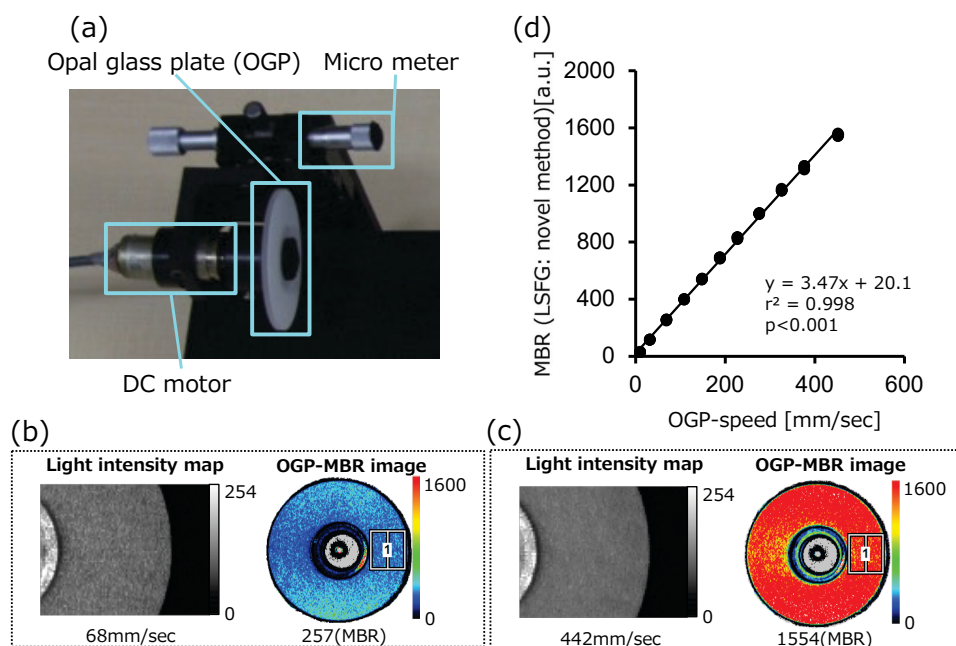 (a)
Opal glass plate (OGP)
Micro meter
DC motor
(d)
MBR (LSFG: novel method)[a.u.]
2000
1600
1200
800
400
0
y = 3.47x + 20.1
r² = 0.998
p<0.001
0
200
400
600
OGP-speed [mm/sec]
(b)
Light intensity map
OGP-MBR image
254
0
1600
0
1
68mm/sec
257(MBR)
(c)
Light intensity map
OGP-MBR image
254
0
1600
0
1
442mm/sec
1554(MBR)